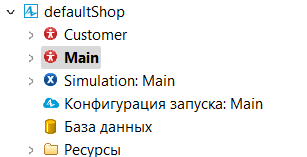 defaultShop
Customer
Main
Simulation: Main
Конфигурация запуска: Main
База данных
Ресурсы